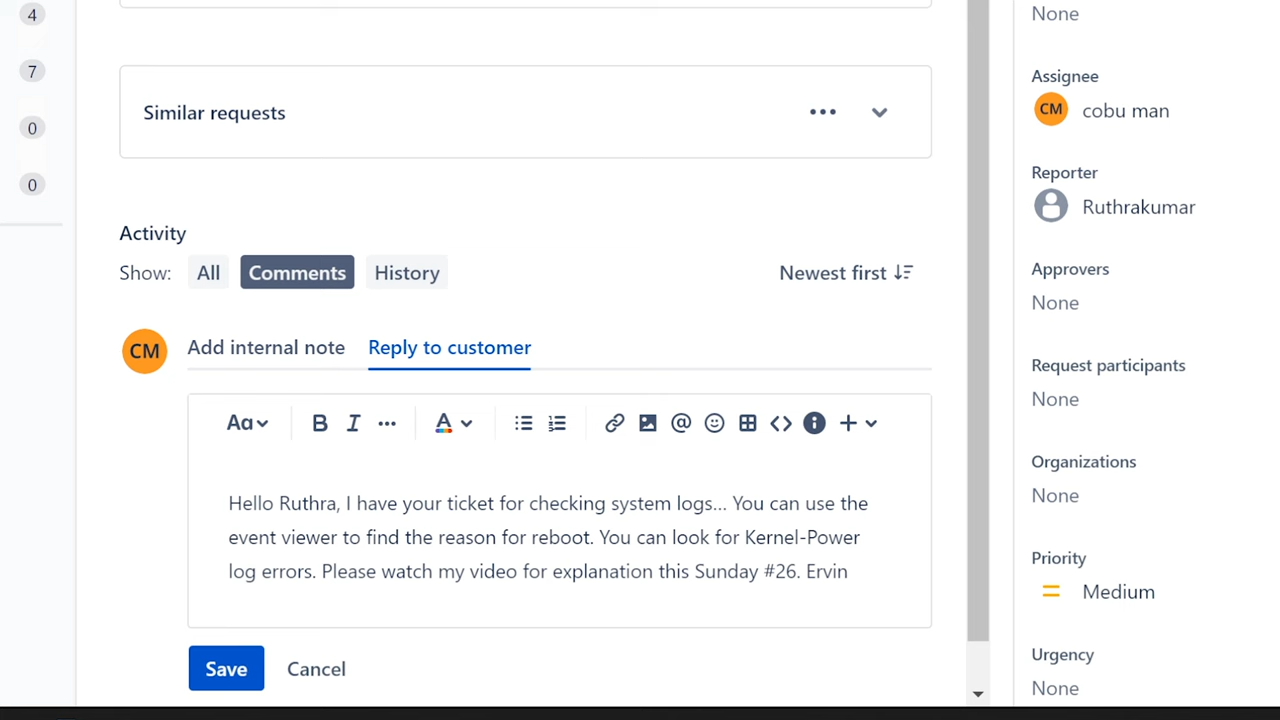 4
7
0
0
Similar requests
Activity
Show: All Comments History Newest first
CM Add internal note Reply to customer
Aa B I A
Hello Ruthra, I have your ticket for checking system logs... You can use the
event viewer to find the reason for reboot. You can look for Kernel-Power
log errors. Please watch my video for explanation this Sunday #26. Ervin
Save Cancel
None
Assignee
CM cobu man
Reporter
Ruthrakumar
Approvers
None
Request participants
None
Organizations
None
Priority
Medium
Urgency
None